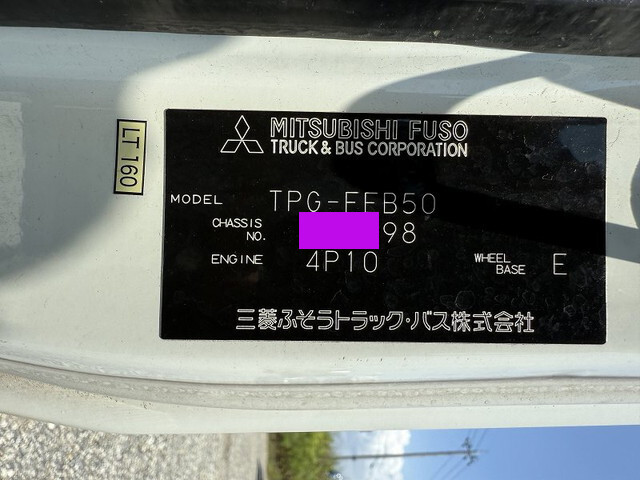 MITSUBISHI FUSO
TRUCK & BUS CORPORATION
MODEL TPG-FEB50
CHASSIS NO. 98
ENGINE 4P10 WHEEL BASE E
三菱ふそうトラック・バス株式会社
LT 160